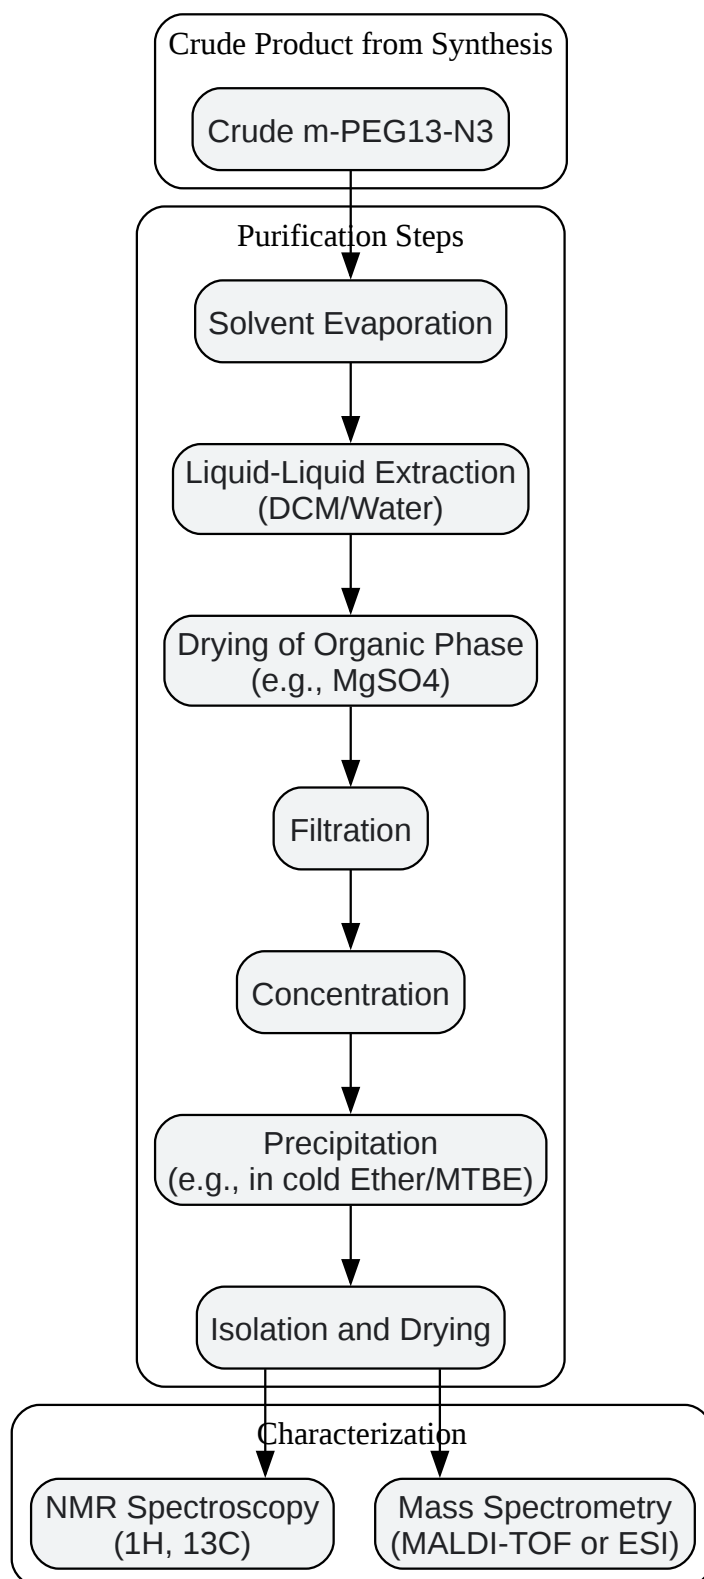 Crude Product from Synthesis
Crude m-PEG13-N3
Purification Steps
Solvent Evaporation
Liquid-Liquid Extraction
(DCM/Water)
Drying of Organic Phase
(e.g., MgSO4)
Filtration
Concentration
Precipitation
(e.g., in cold Ether/MTBE)
Isolation and Drying
Characterization
NMR Spectroscopy
(1H, 13C)
Mass Spectrometry
(MALDI-TOF or ESI)